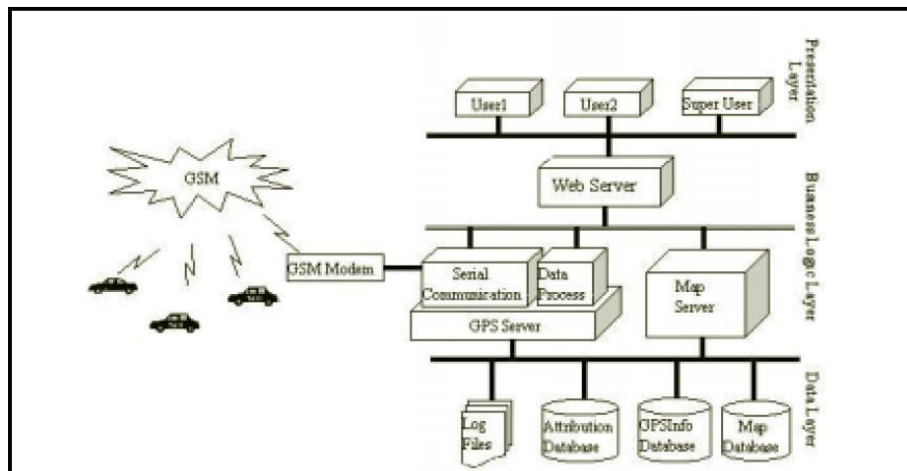 Presentation
Layer
User1
User2
Super User
GSM
Web Server
Business Logic Layer
GSM Modem
Serial
Communication
Data
Process
Map
Server
GPS Server
Data Layer
Log
Files
Attribution
Database
GPSInfo
Database
Map
Database